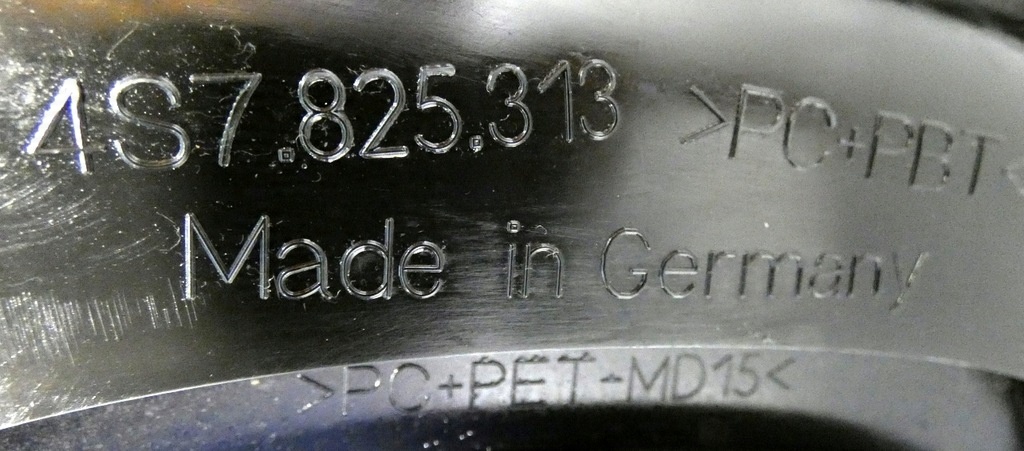 4S7.825.313 >PC+PBT<
Made in Germany
>PC+PET-MD15<